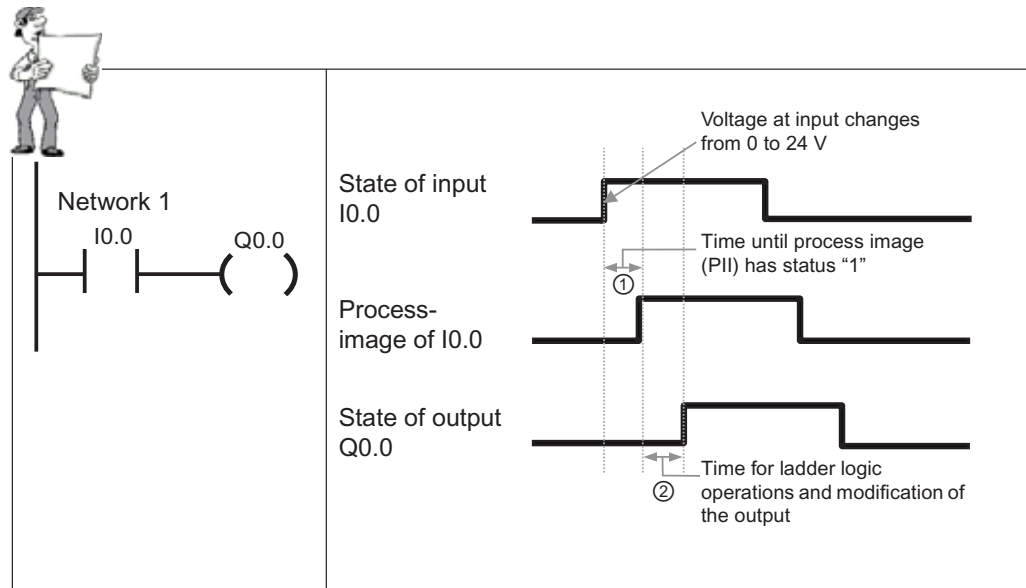 Network 1
I0.0
Q0.0
State of input
I0.0
Voltage at input changes
from 0 to 24 V
Time until process image
(PII) has status “1”
①
Process-
image of I0.0
State of output
Q0.0
②
Time for ladder logic
operations and modification of
the output